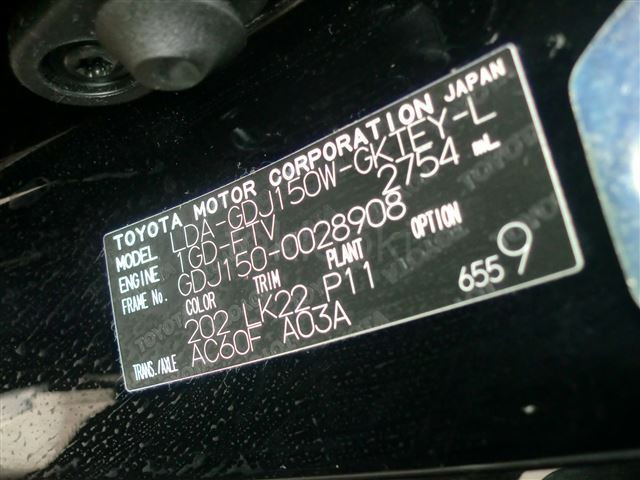 TOYOTA MOTOR CORPORATION JAPAN
MODEL LDA-GDJ150W-GKTEY-L
ENGINE 1GD-FTV 2754 mL
FRAME No. GDJ150-0028908
COLOR TRIM PLANT OPTION
202 LK22 P11
TRANS./AXLE AC60F A03A 655 9